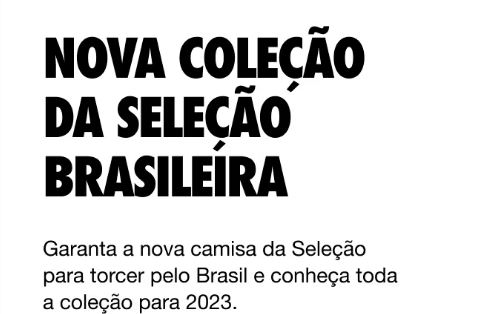 NOVA COLEÇÃO
DA SELEÇÃO
BRASILEIRA
Garanta a nova camisa da Seleção
para torcer pelo Brasil e conheça toda
a coleção para 2023.